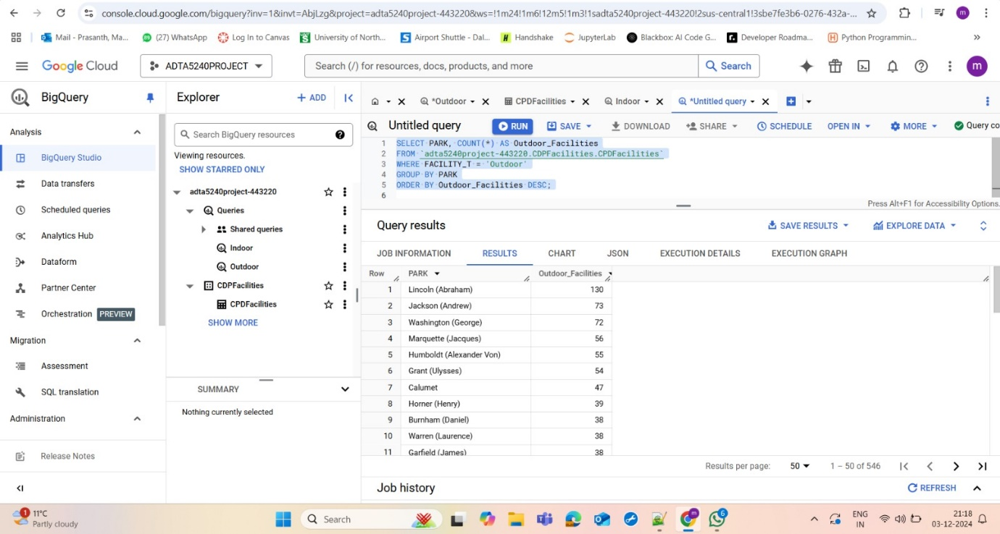 console.cloud.google.com/bigquery?inv=1&invt=AbjLzg&project=adta5240project-443220&ws=!1m24!1m6!12m5!1m3!1sadta5240project-443220!2sus-central1!3sbe7fe3b6-0276-432a-...
m
Mail - Prasanth, Ma...
(27) WhatsApp
Log In to Canvas
University of North...
Airport Shuttle - Dal...
Handshake
JupyterLab
Blackbox: AI Code G...
Developer Roadma...
Python Programmin...
Google Cloud
ADTA5240PROJECT
Search (/) for resources, docs, products, and more
Search
m
BigQuery
Analysis
BigQuery Studio
Data transfers
Scheduled queries
Analytics Hub
Dataform
Partner Center
Orchestration PREVIEW
Migration
Assessment
SQL translation
Administration
Release Notes
Explorer
+ ADD
Search BigQuery resources
Viewing resources.
SHOW STARRED ONLY
adta5240project-443220
Queries
Shared queries
Indoor
Outdoor
CDPFacilities
CPDFacilities
SHOW MORE
SUMMARY
Nothing currently selected
*Outdoor
CPDFacilities
Indoor
*Untitled query
Untitled query
RUN
SAVE
DOWNLOAD
SHARE
SCHEDULE
OPEN IN
MORE
Query co
1 SELECT PARK, COUNT(*) AS Outdoor_Facilities
2 FROM `adta5240project-443220.CDPFacilities.CPDFacilities`
3 WHERE FACILITY_T = 'Outdoor'
4 GROUP BY PARK
5 ORDER BY Outdoor_Facilities DESC;
6
Press Alt+F1 for Accessibility Options.
Query results
SAVE RESULTS
EXPLORE DATA
JOB INFORMATION
RESULTS
CHART
JSON
EXECUTION DETAILS
EXECUTION GRAPH
Row PARK Outdoor_Facilities
1 Lincoln (Abraham) 130
2 Jackson (Andrew) 73
3 Washington (George) 72
4 Marquette (Jacques) 56
5 Humboldt (Alexander Von) 55
6 Grant (Ulysses) 54
7 Calumet 47
8 Horner (Henry) 39
9 Burnham (Daniel) 38
10 Warren (Laurence) 38
11 Garfield (James) 38
Results per page: 50 1 – 50 of 546
Job history
REFRESH
1
11°C
Partly cloudy
Search
m
6
ENG
IN
21:18
03-12-2024